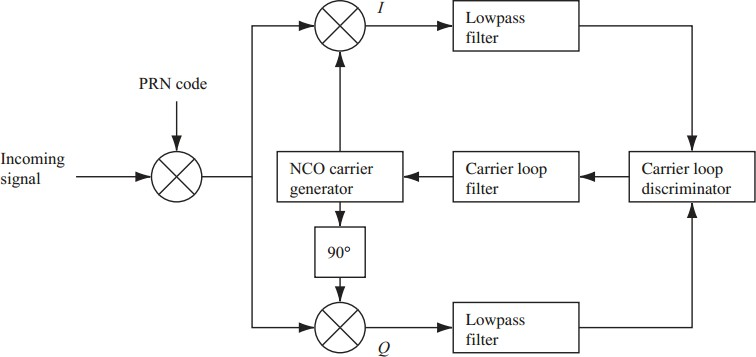 I
Lowpass
filter
PRN code
Incoming
signal
NCO carrier
generator
Carrier loop
filter
Carrier loop
discriminator
90°
Lowpass
filter
Q